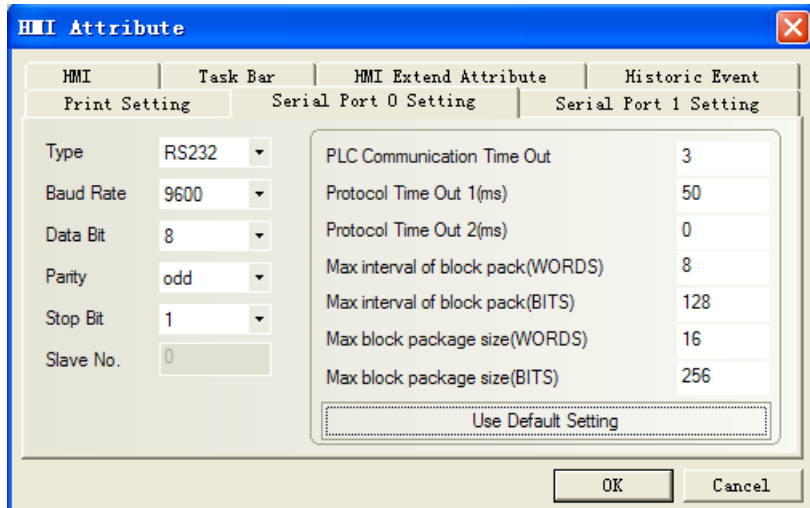 HMI Attribute
HMI Task Bar HMI Extend Attribute Historic Event
Print Setting Serial Port 0 Setting Serial Port 1 Setting
Type RS232
Baud Rate 9600
Data Bit 8
Parity odd
Stop Bit 1
Slave No. 0
PLC Communication Time Out 3
Protocol Time Out 1(ms) 50
Protocol Time Out 2(ms) 0
Max interval of block pack(WORDS) 8
Max interval of block pack(BITS) 128
Max block package size(WORDS) 16
Max block package size(BITS) 256
Use Default Setting
OK Cancel